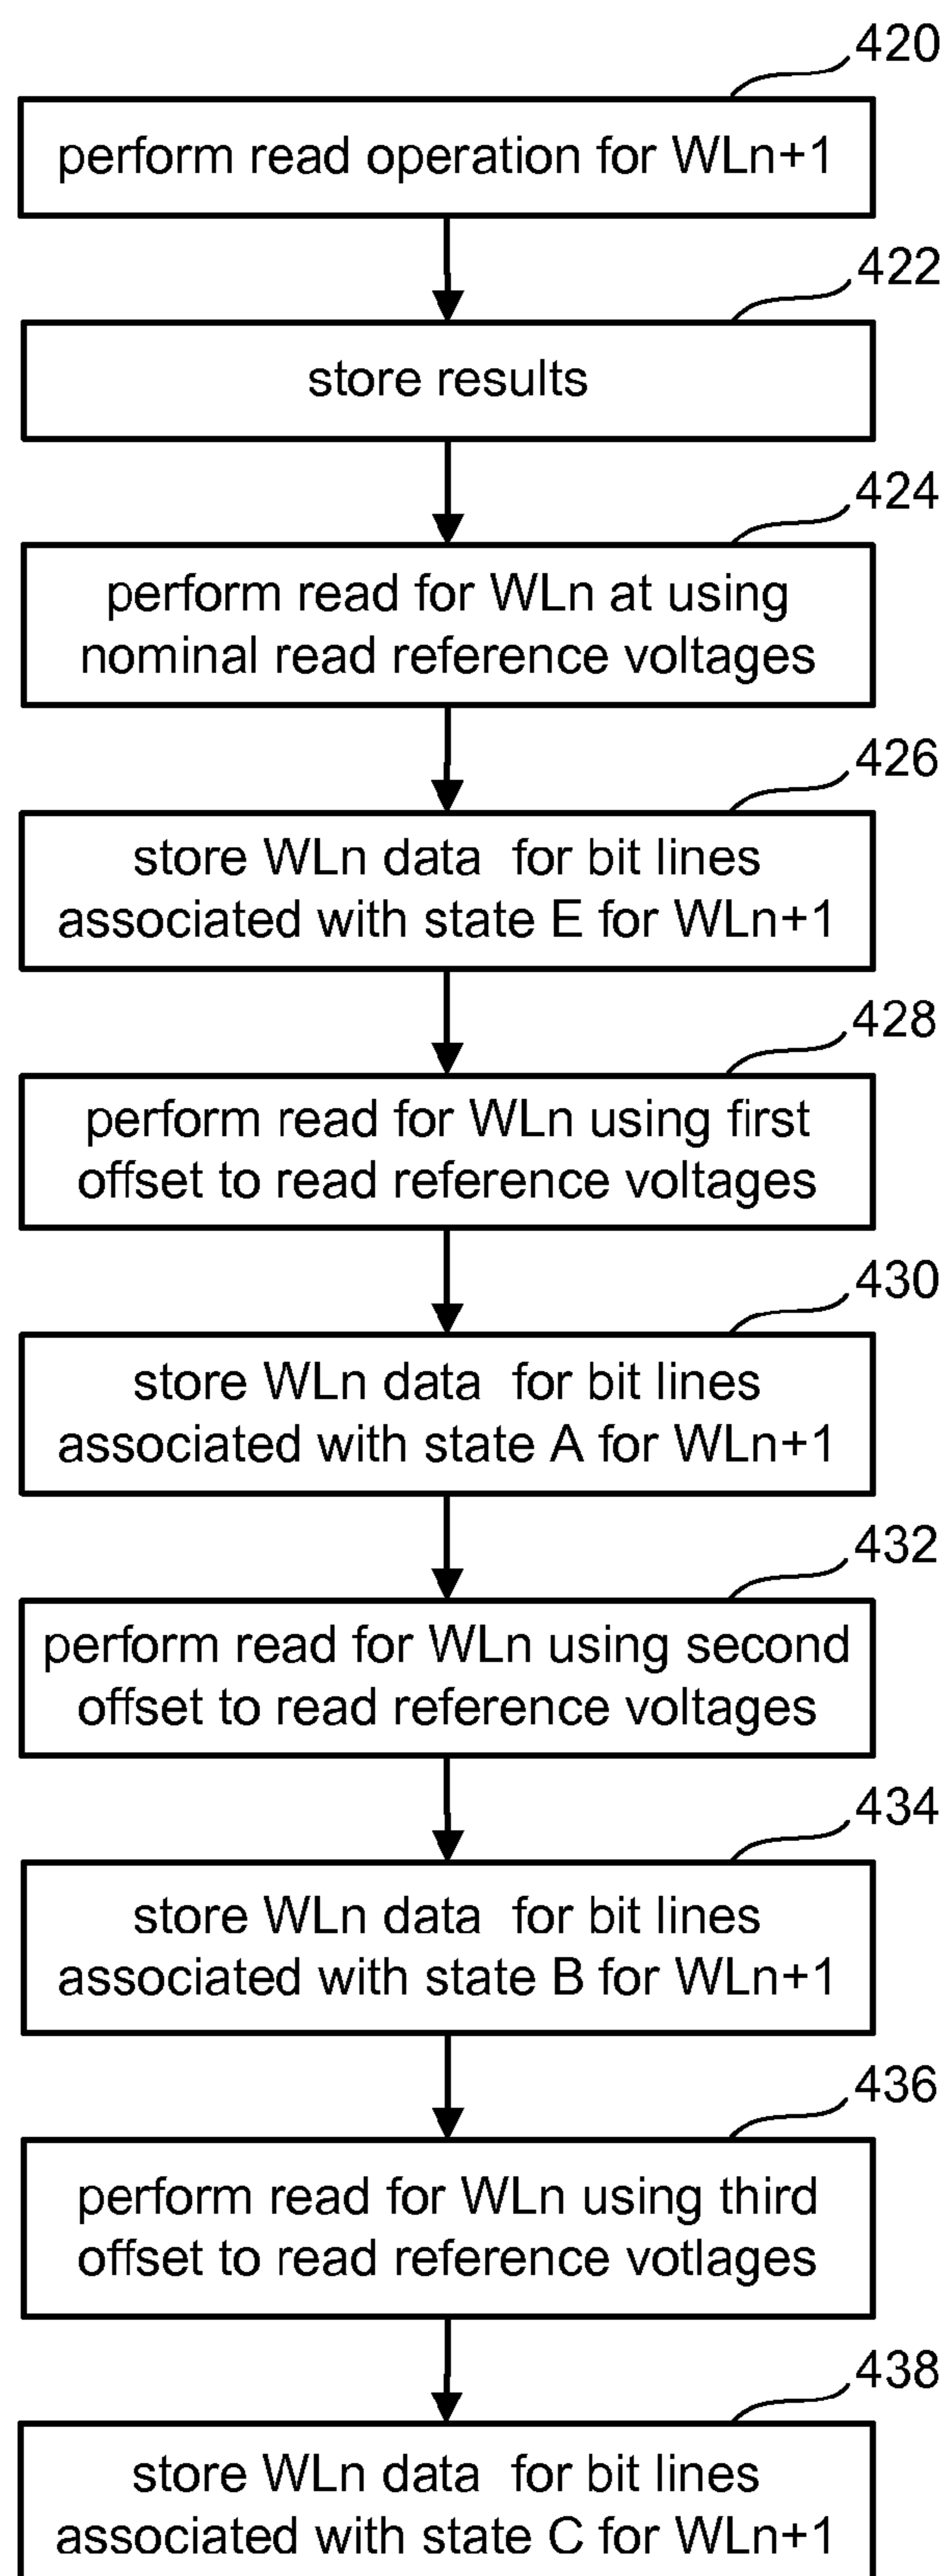 420
perform read operation for WLn+1
422
store results
424
perform read for WLn at using
nominal read reference voltages
426
store WLn data for bit lines
associated with state E for WLn+1
428
perform read for WLn using first
offset to read reference voltages
430
store WLn data for bit lines
associated with state A for WLn+1
432
perform read for WLn using second
offset to read reference voltages
434
store WLn data for bit lines
associated with state B for WLn+1
436
perform read for WLn using third
offset to read reference votlages
438
store WLn data for bit lines
associated with state C for WLn+1